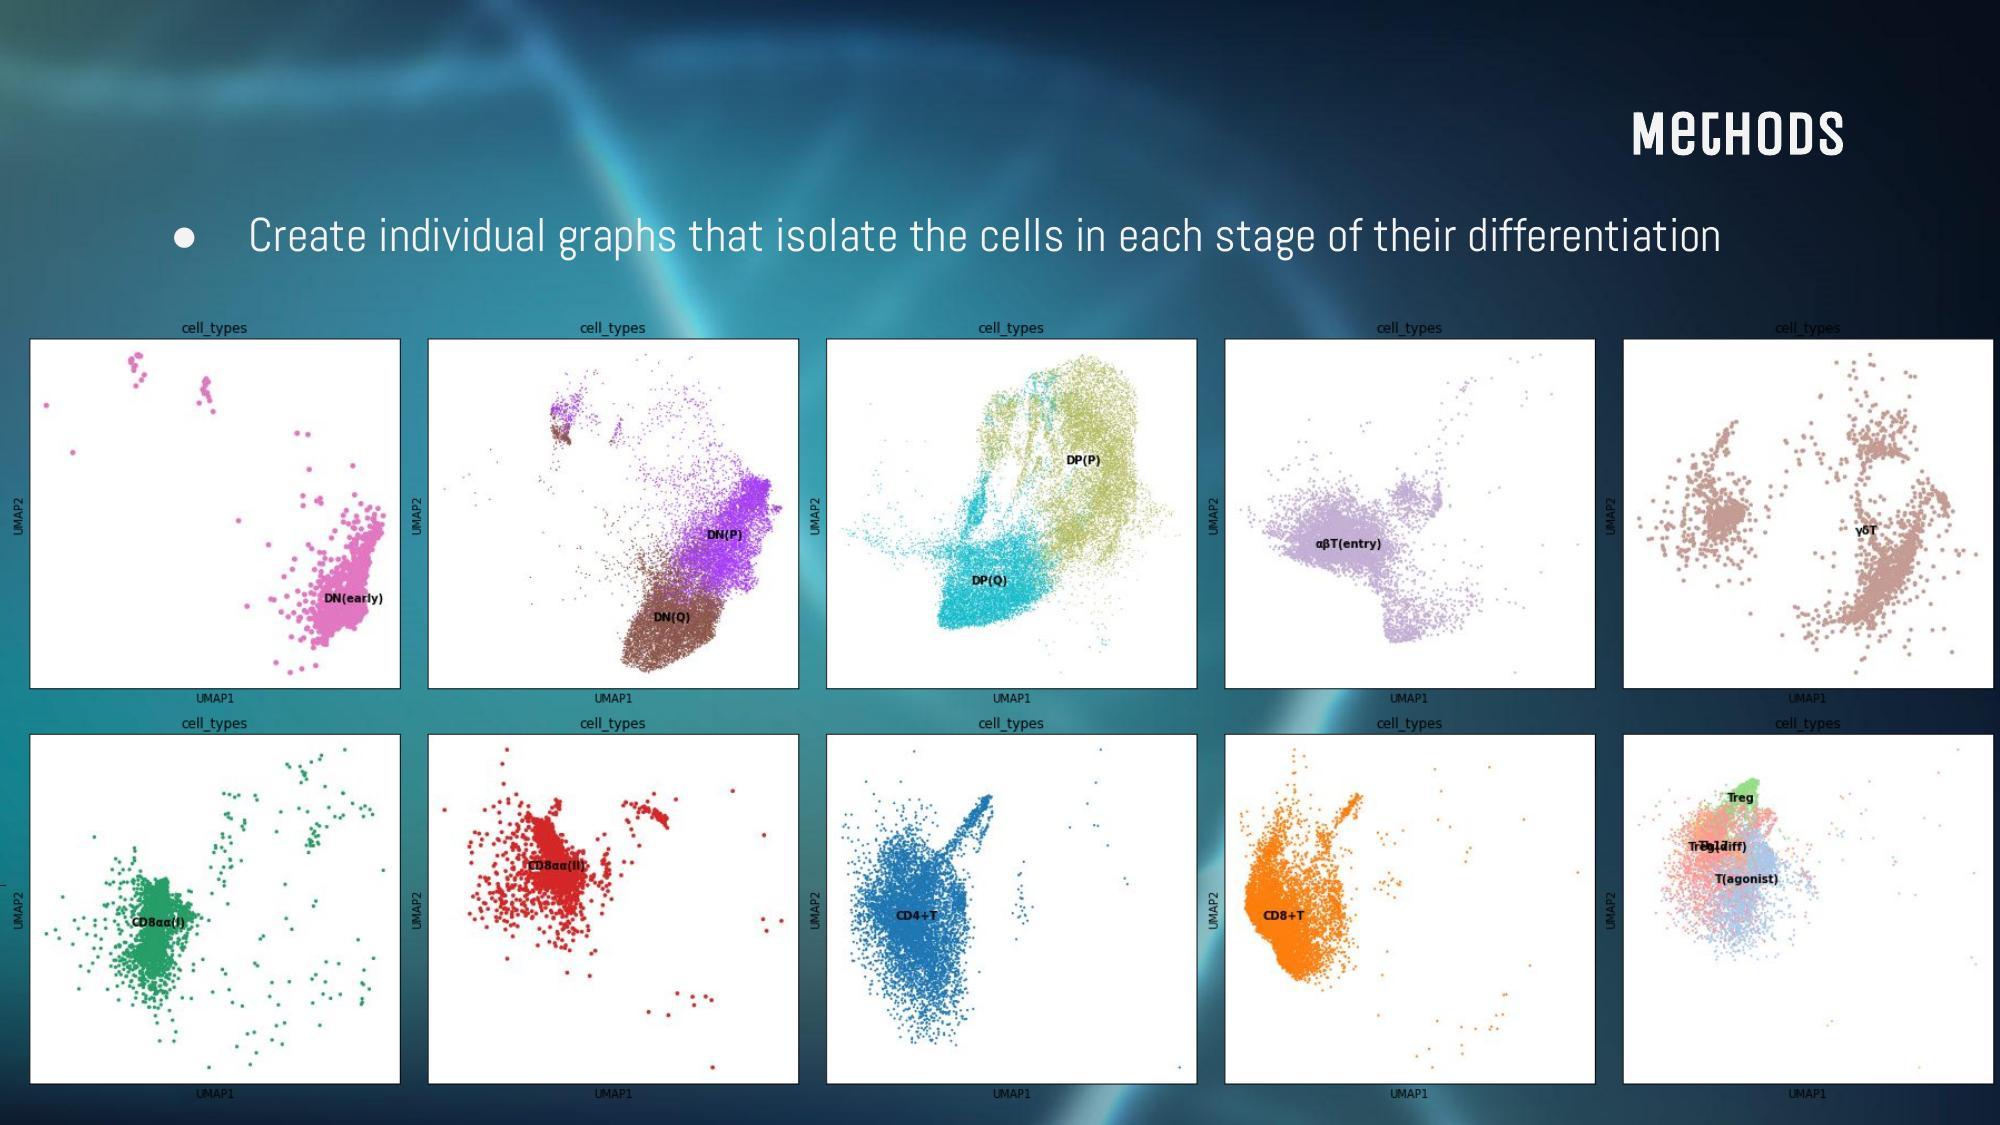 Methods
● Create individual graphs that isolate the cells in each stage of their differentiation
cell_types
cell_types
cell_types
cell_types
cell_types
UMAP2
DN(early)
UMAP1
UMAP2
DN(P)
DN(Q)
UMAP1
UMAP2
DP(P)
DP(Q)
UMAP1
UMAP2
αβT(entry)
UMAP1
UMAP2
γδT
UMAP1
cell_types
cell_types
cell_types
cell_types
cell_types
UMAP2
CD8αα(I)
UMAP1
UMAP2
CD8αα(II)
UMAP1
UMAP2
CD4+T
UMAP1
UMAP2
CD8+T
UMAP1
UMAP2
Treg
Treg(diff)
T(agonist)
UMAP1